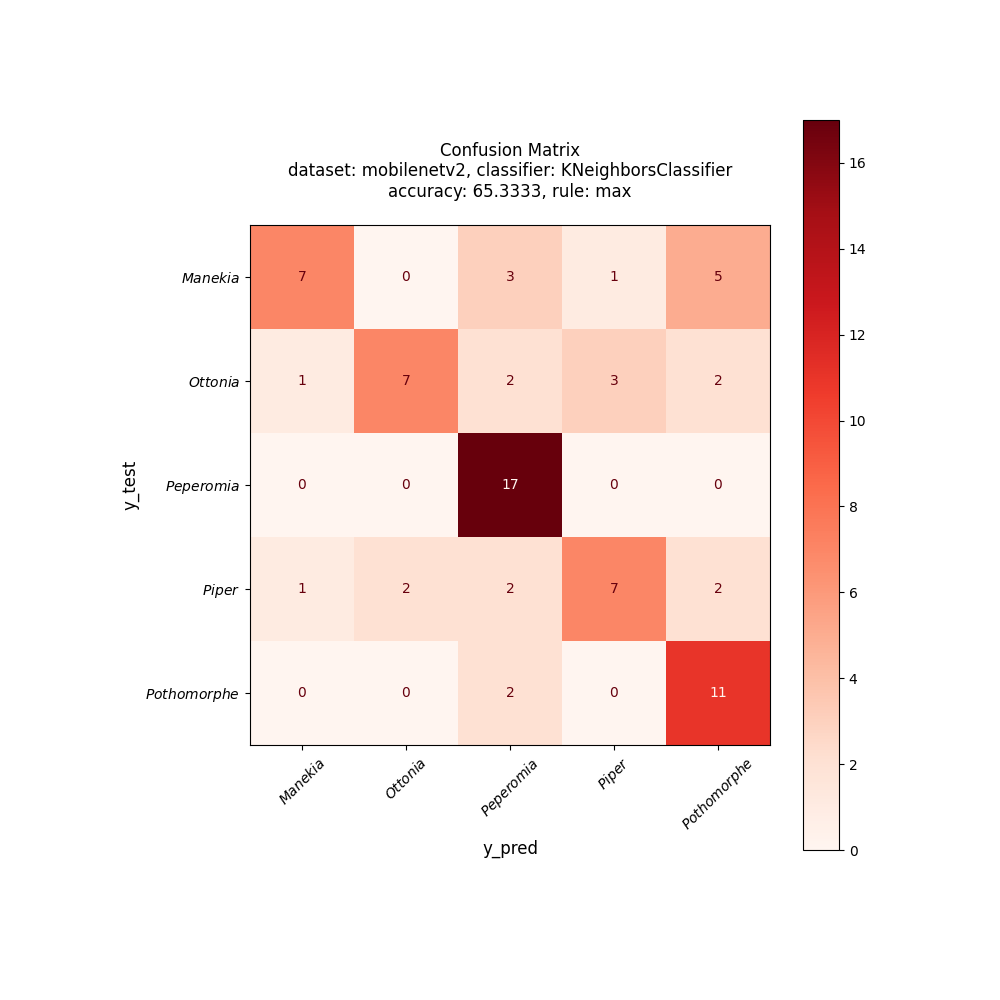 Confusion Matrix
dataset: mobilenetv2, classifier: KNeighborsClassifier
accuracy: 65.3333, rule: max
Manekia 7 0 3 1 5
Ottonia 1 7 2 3 2
Peperomia 0 0 17 0 0
Piper 1 2 2 7 2
Pothomorphe 0 0 2 0 11
Manekia Ottonia Peperomia Piper Pothomorphe
y_test
y_pred
16
14
12
10
8
6
4
2
0